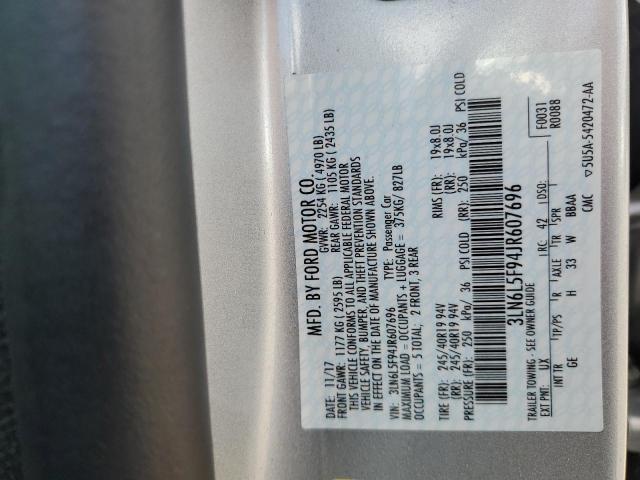 MFD. BY FORD MOTOR CO.
DATE: 11/17 GVWR: 2254 KG ( 4970 LB)
FRONT GAWR: 1177 KG ( 2595 LB) REAR GAWR: 1105 KG ( 2435 LB)
THIS VEHICLE CONFORMS TO ALL APPLICABLE FEDERAL MOTOR
VEHICLE SAFETY, BUMPER, AND THEFT PREVENTION STANDARDS
IN EFFECT ON THE DATE OF MANUFACTURE SHOWN ABOVE.
VIN: 3LN6L5F94JR607696 TYPE: Passenger Car
MAXIMUM LOAD = OCCUPANTS + LUGGAGE = 375KG/ 827LB
OCCUPANTS = 5 TOTAL; 2 FRONT, 3 REAR
TIRE (FR): 245/40R19 94V RIMS (FR): 19x8.0J
(RR): 245/40R19 94V (RR): 19x8.0J
PRESSURE (FR): 250 kPa/ 36 PSI COLD (RR): 250 kPa/ 36 PSI COLD
3LN6L5F94JR607696
TRAILER TOWING - SEE OWNER GUIDE
F0031
R0088
EXT PNT: UX RC: 42 DSO:
INT TR TP/PS R AXLE TR SPR
GE H 33 W BBAA
CMC 5U5A-5420472-AA